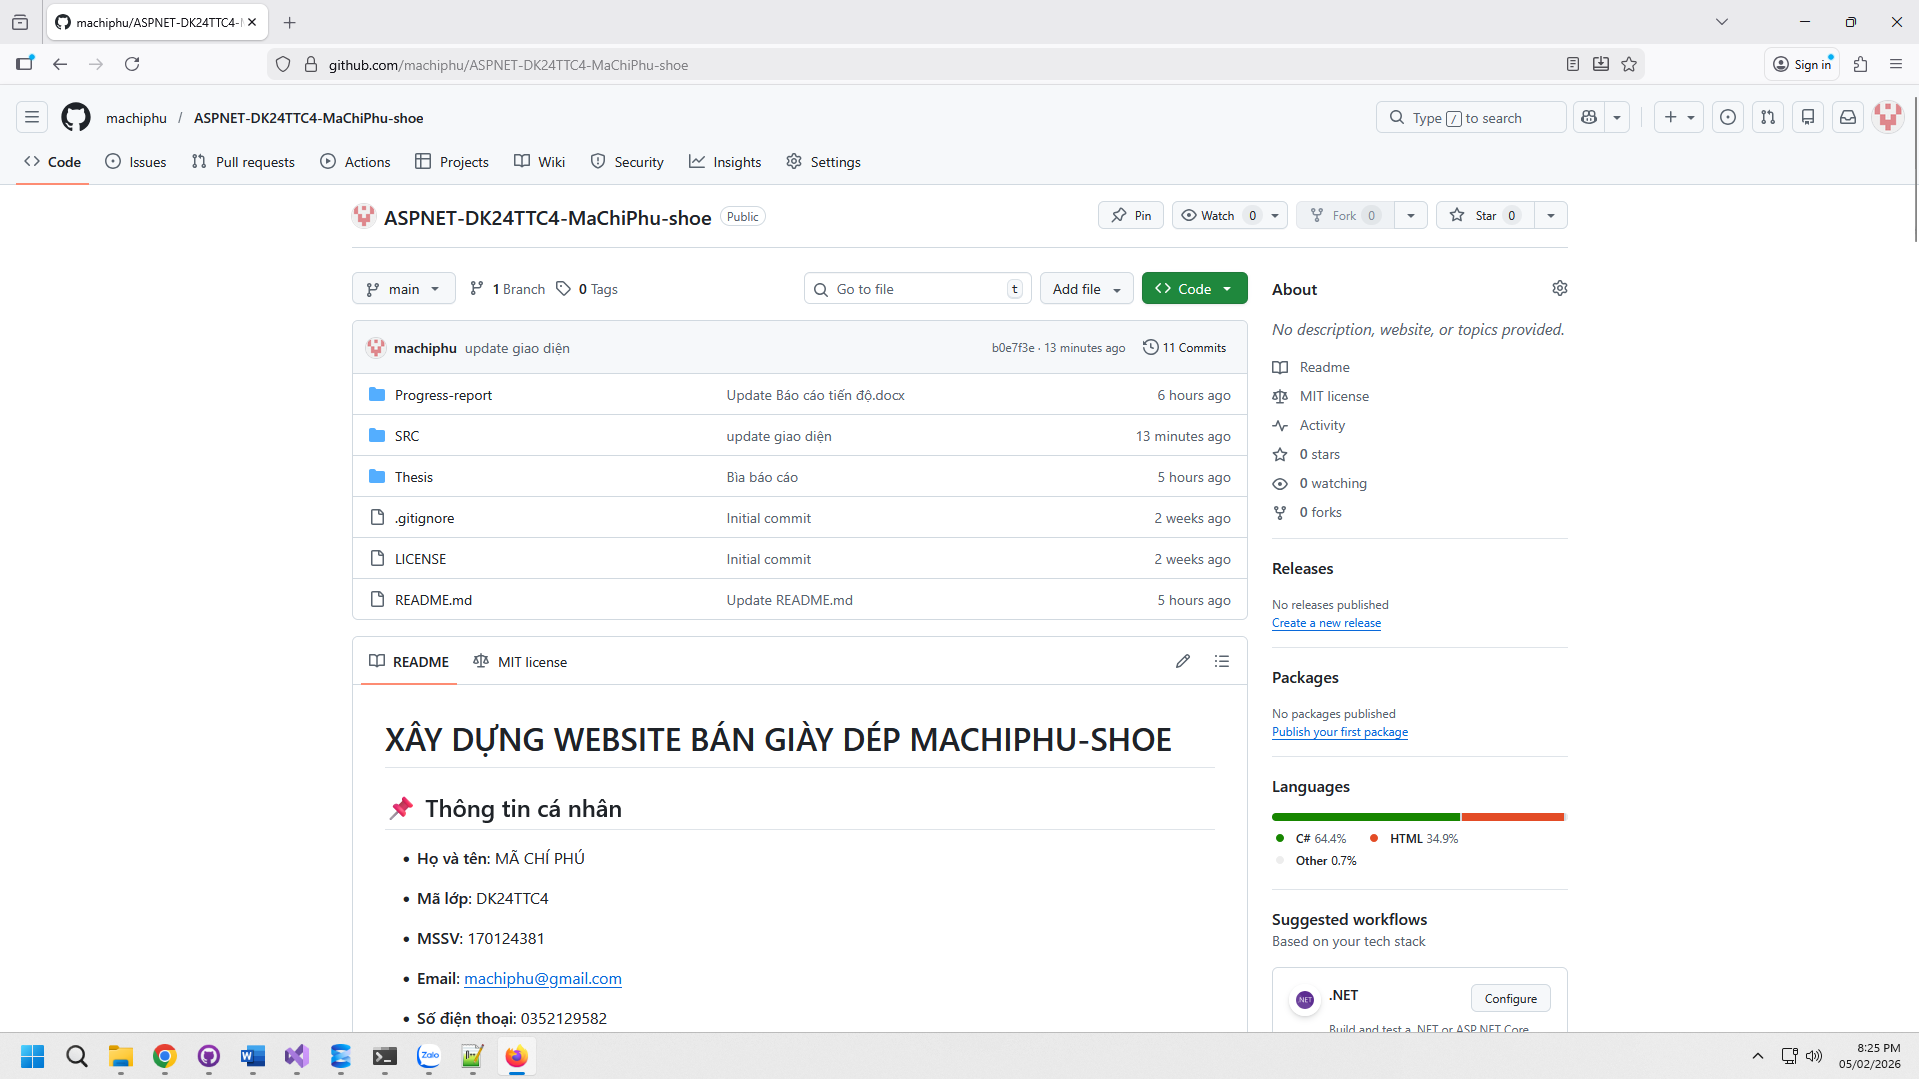 machiphu/ASPNET-DK24TTC4-
github.com/machiphu/ASPNET-DK24TTC4-MaChiPhu-shoe
Sign in
machiphu / ASPNET-DK24TTC4-MaChiPhu-shoe
Type / to search
Code
Issues
Pull requests
Actions
Projects
Wiki
Security
Insights
Settings
ASPNET-DK24TTC4-MaChiPhu-shoe Public
Pin
Watch 0
Fork 0
Star 0
main
1 Branch
0 Tags
Go to file t
Add file
Code
machiphu update giao diện b0e7f3e · 13 minutes ago 11 Commits
Progress-report Update Báo cáo tiến độ.docx 6 hours ago
SRC update giao diện 13 minutes ago
Thesis Bìa báo cáo 5 hours ago
.gitignore Initial commit 2 weeks ago
LICENSE Initial commit 2 weeks ago
README.md Update README.md 5 hours ago
README MIT license
XÂY DỰNG WEBSITE BÁN GIÀY DÉP MACHIPHU-SHOE
Thông tin cá nhân
• Họ và tên: MÃ CHÍ PHÚ
• Mã lớp: DK24TTC4
• MSSV: 170124381
• Email: machiphu@gmail.com
• Số điện thoại: 0352129582
About
No description, website, or topics provided.
Readme
MIT license
Activity
0 stars
0 watching
0 forks
Releases
No releases published
Create a new release
Packages
No packages published
Publish your first package
Languages
C# 64.4% HTML 34.9%
Other 0.7%
Suggested workflows
Based on your tech stack
.NET
.NET
Configure
Build and test a .NET or ASP.NET Core
Zalo
8:25 PM
05/02/2026